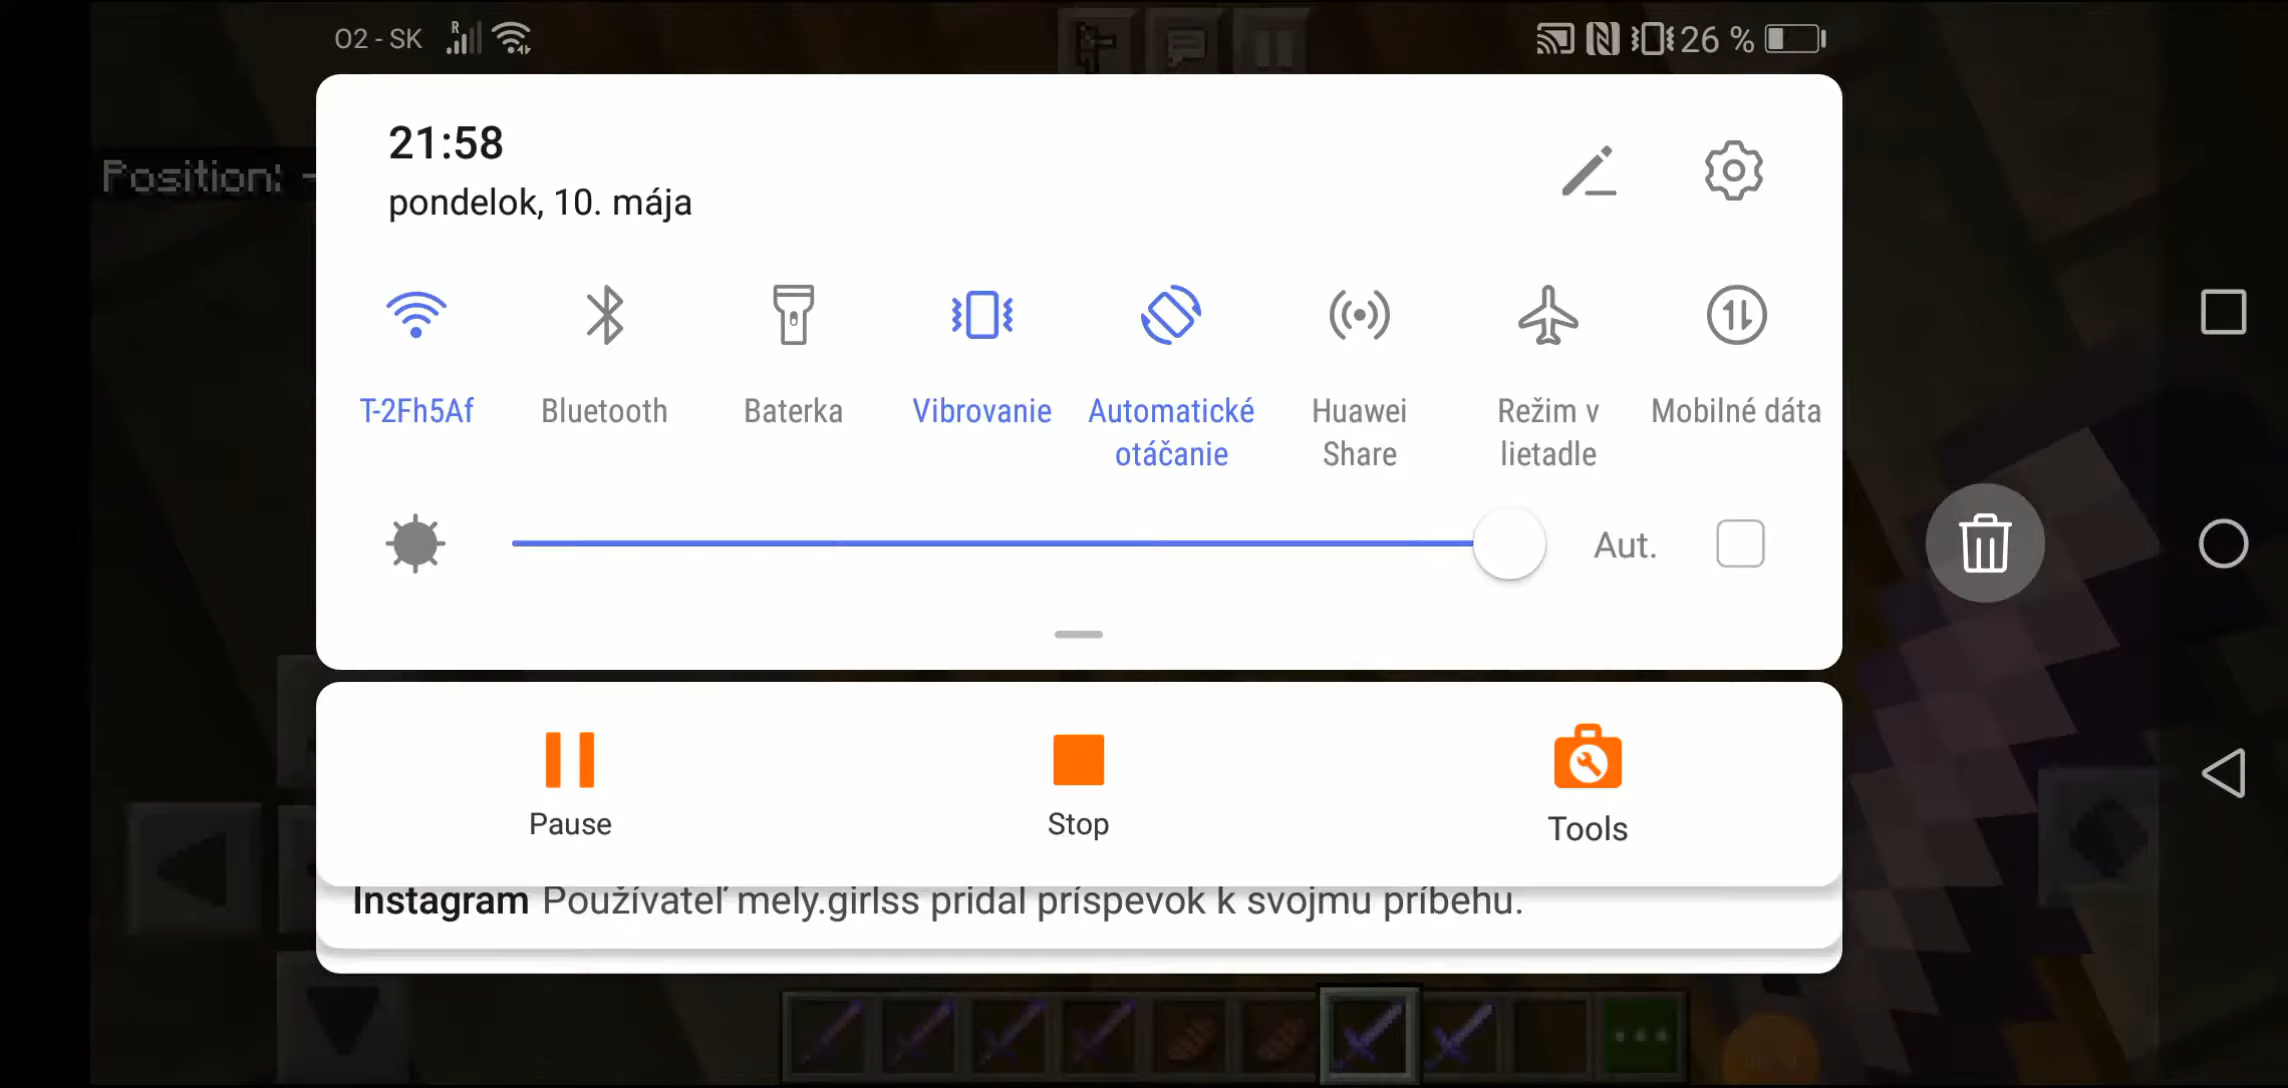 O2 - SK
R
26 %
Position: -
21:58
pondelok, 10. mája
T-2Fh5Af
Bluetooth
Baterka
Vibrovanie
Automatické
otáčanie
Huawei
Share
Režim v
lietadle
Mobilné dáta
Aut.
Pause
Stop
Tools
Instagram Používateľ mely.girlss pridal príspevok k svojmu príbehu.